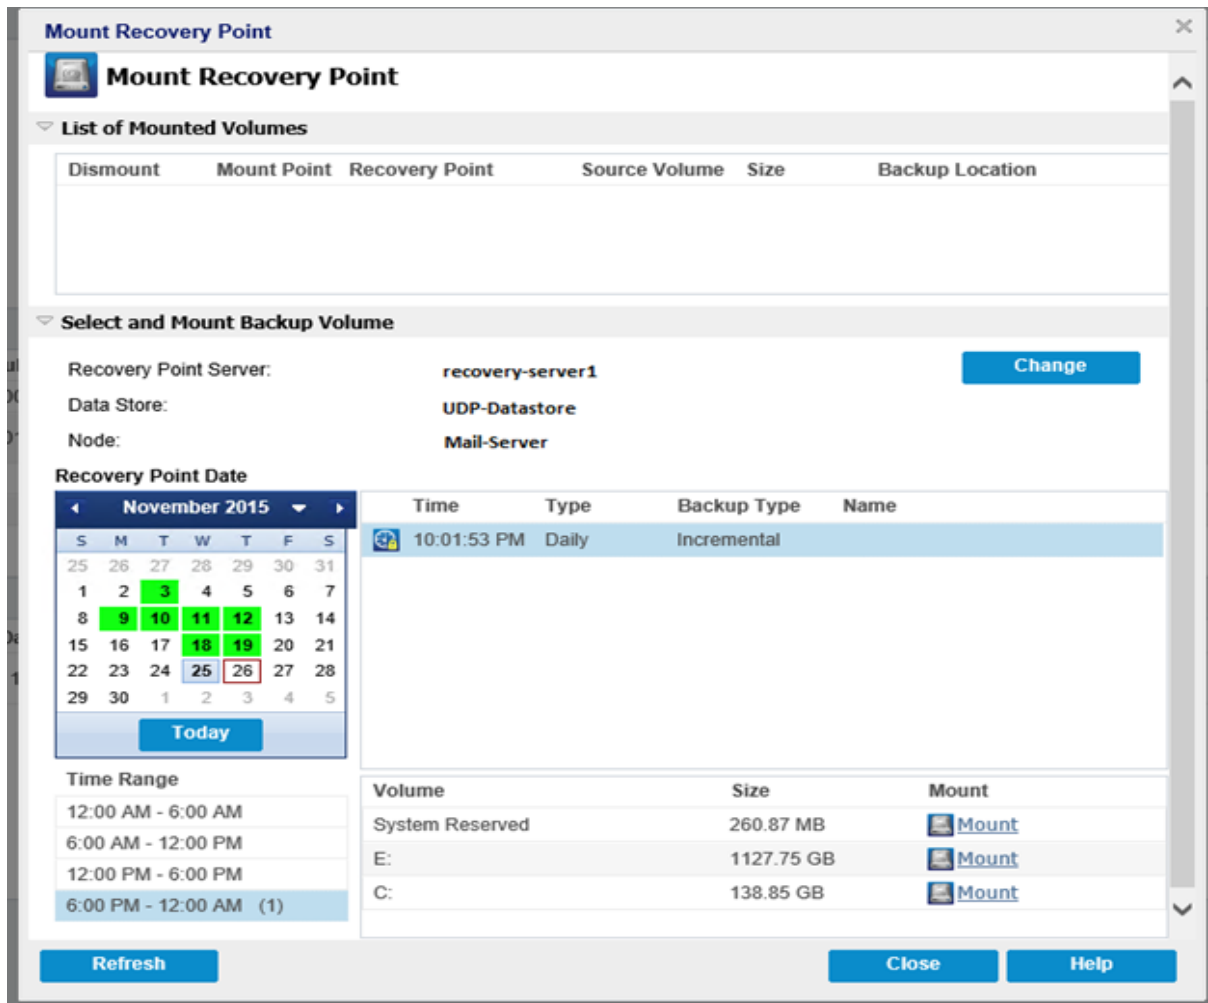 Mount Recovery Point
Mount Recovery Point
List of Mounted Volumes
Dismount Mount Point Recovery Point Source Volume Size Backup Location
Select and Mount Backup Volume
Recovery Point Server: recovery-server1 Change
Data Store: UDP-Datastore
Node: Mail-Server
Recovery Point Date
November 2015
S M T W T F S
25 26 27 28 29 30 31
1 2 3 4 5 6 7
8 9 10 11 12 13 14
15 16 17 18 19 20 21
22 23 24 25 26 27 28
29 30 1 2 3 4 5
Today
Time Type Backup Type Name
10:01:53 PM Daily Incremental
Time Range
12:00 AM - 6:00 AM
6:00 AM - 12:00 PM
12:00 PM - 6:00 PM
6:00 PM - 12:00 AM (1)
Volume Size Mount
System Reserved 260.87 MB Mount
E: 1127.75 GB Mount
C: 138.85 GB Mount
Refresh Close Help